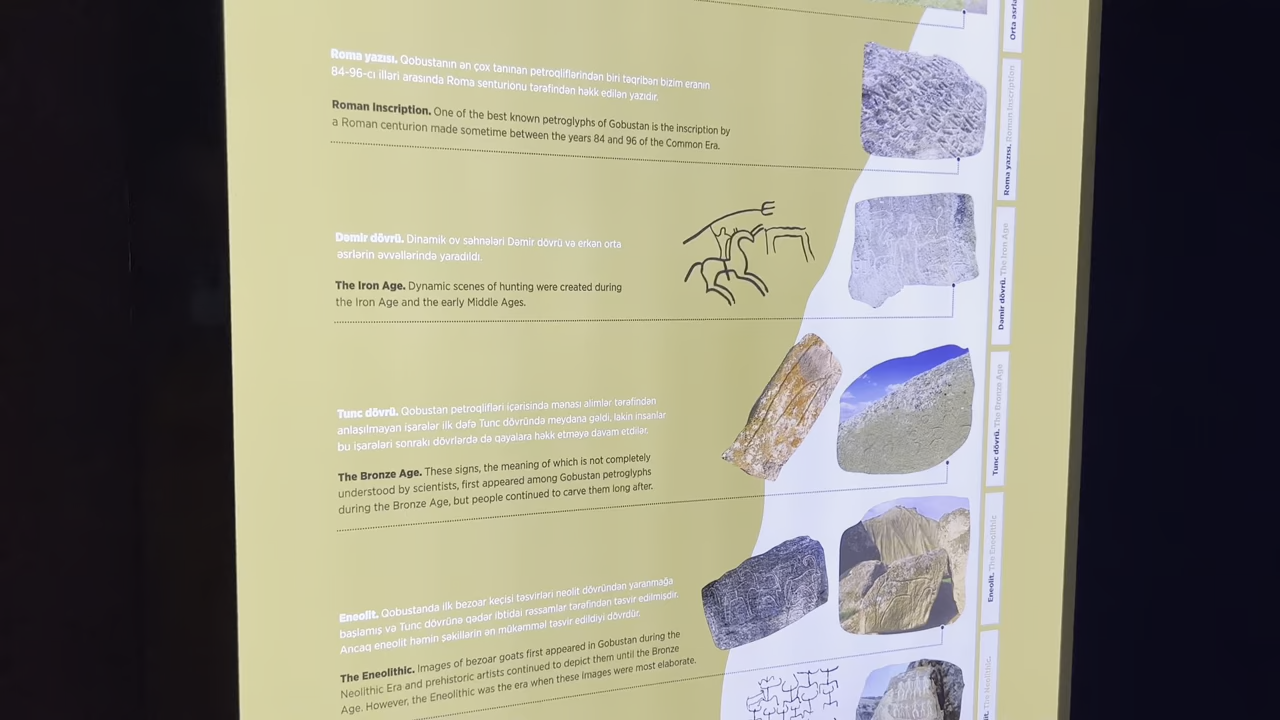 Roma yazısı. Qobustanın ən çox tanınan petroqliflərindən biri təqribən bizim eranın
84-96-cı illəri arasında Roma senturionu tərəfindən həkk edilən yazıdır.
Roman Inscription. One of the best known petroglyphs of Gobustan is the inscription by
a Roman centurion made sometime between the years 84 and 96 of the Common Era.
Dəmir dövrü. Dinamik ov səhnələri Dəmir dövrü və erkən orta
əsrlərin əvvəllərində yaradıldı.
The Iron Age. Dynamic scenes of hunting were created during
the Iron Age and the early Middle Ages.
Tunc dövrü. Qobustan petroqlifləri içərisində mənası alimlər tərəfindən
anlaşılmayan işarələr ilk dəfə Tunc dövründə meydana gəldi, lakin insanlar
bu işarələri sonrakı dövrlərdə də qayalara həkk etməyə davam etdilər.
The Bronze Age. These signs, the meaning of which is not completely
understood by scientists, first appeared among Gobustan petroglyphs
during the Bronze Age, but people continued to carve them long after.
Eneolit. Qobustanda ilk bezoar keçisi təsvirləri neolit dövründən yaranmağa
başlamış və Tunc dövrünə qədər ibtidai rəssamlar tərəfindən təsvir edilmişdir.
Ancaq eneolit həmin şəkillərin ən mükəmməl təsvir edildiyi dövrdür.
The Eneolithic. Images of bezoar goats first appeared in Gobustan during the
Neolithic Era and prehistoric artists continued to depict them until the Bronze
Age. However, the Eneolithic was the era when these images were most elaborate.
Orta
Roma yazısı. Roman Inscription
Dəmir dövrü. The Iron Age
Tunc dövrü. The Bronze Age
Eneolit. The Eneolithic
The Neolithic.